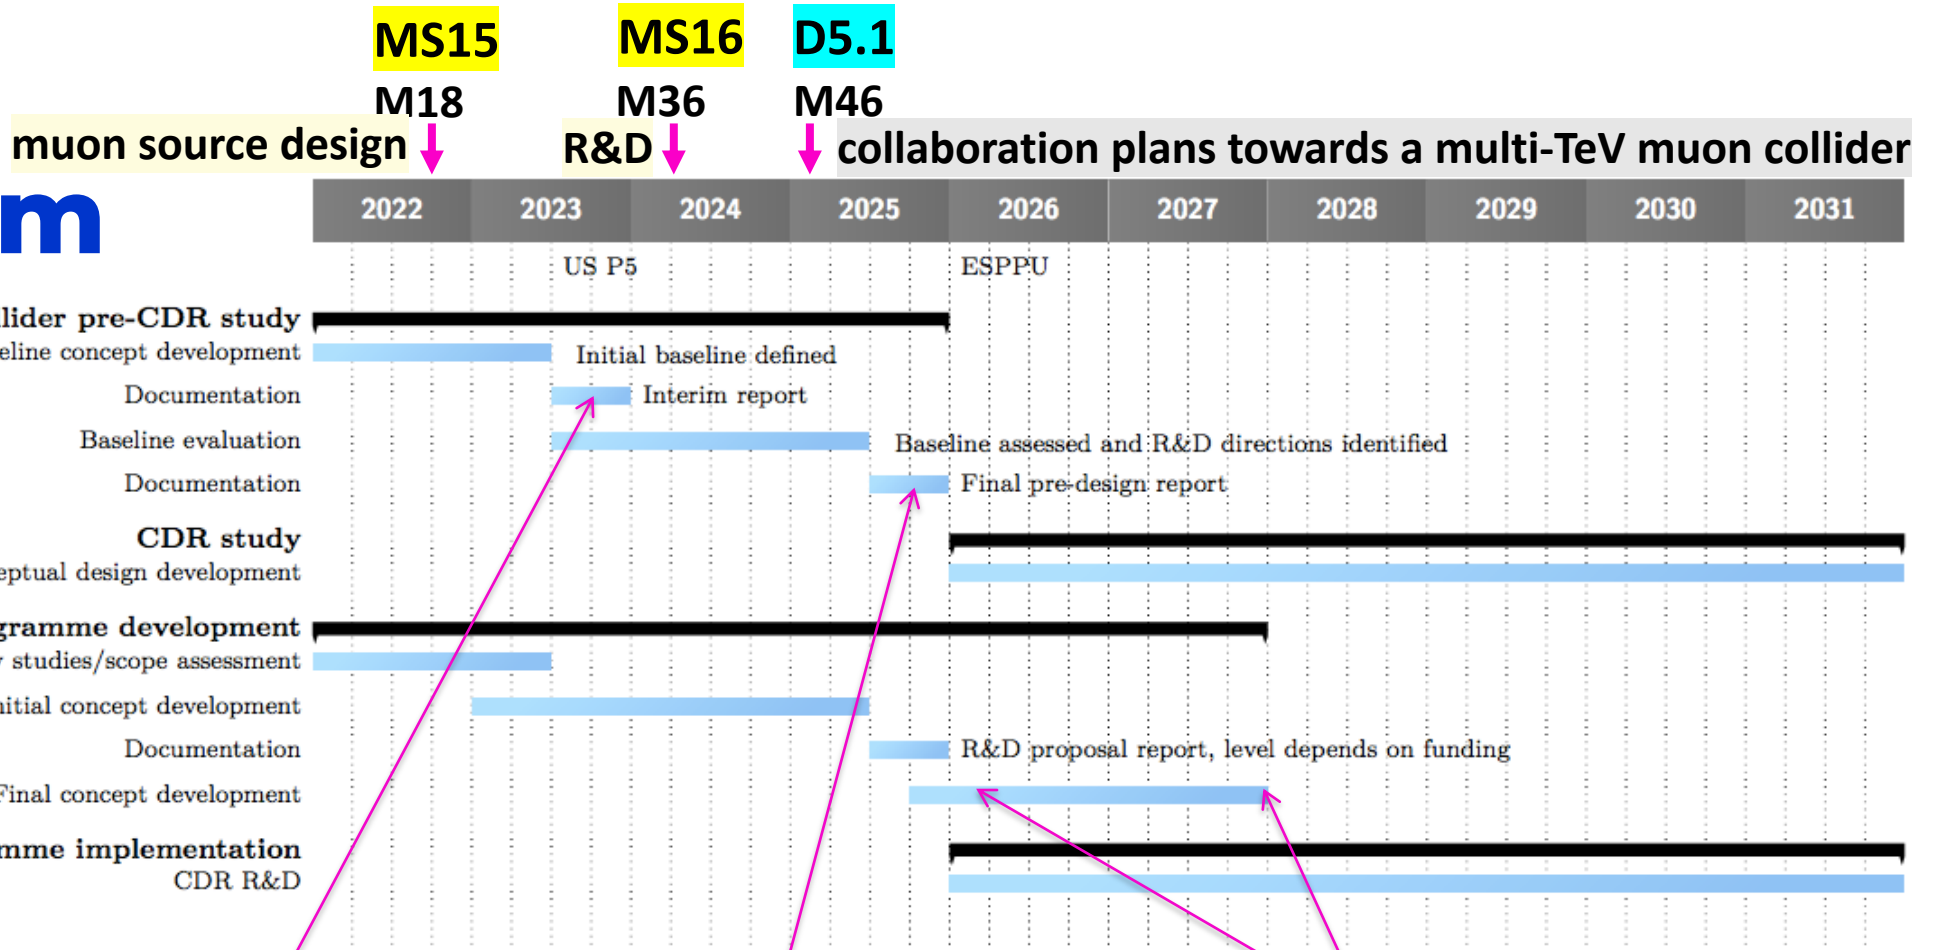 MS15 MS16 D5.1
M18 M36 M46
muon source design R&D collaboration plans towards a multi-TeV muon collider
m
2022 2023 2024 2025 2026 2027 2028 2029 2030 2031
US P5 ESPPU
llider pre-CDR study
eline concept development Initial baseline defined
Documentation Interim report
Baseline evaluation Baseline assessed and R&D directions identified
Documentation Final pre-design report
CDR study
eptual design development
gramme development
studies/scope assessment
nitial concept development
Documentation R&D proposal report, level depends on funding
Final concept development
mme implementation
CDR R&D